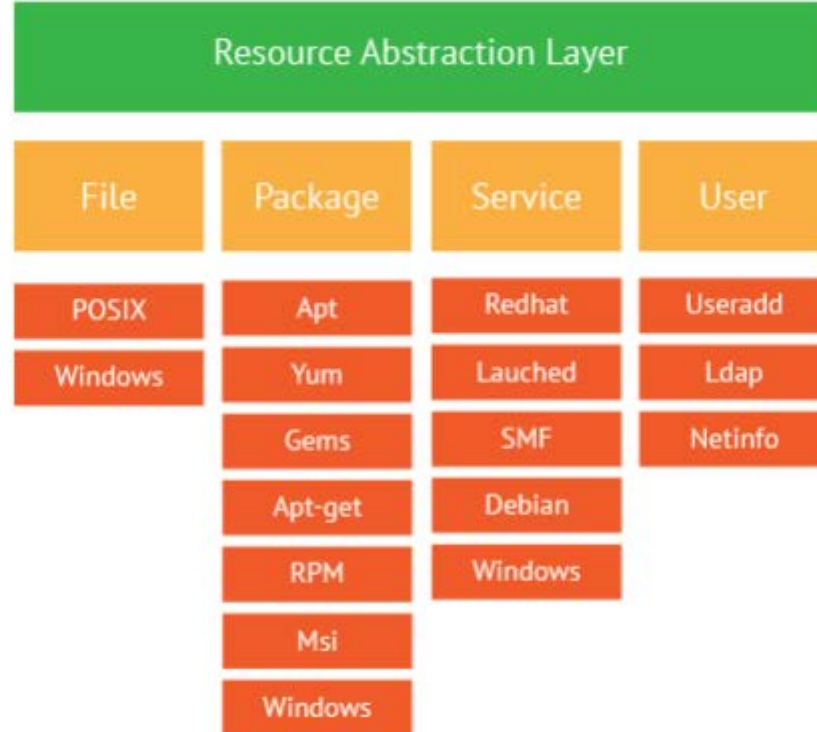 Resource Abstraction Layer
File
Package
Service
User
POSIX
Windows
Apt
Yum
Gems
Apt-get
RPM
Msi
Windows
Redhat
Lauched
SMF
Debian
Windows
Useradd
Ldap
Netinfo